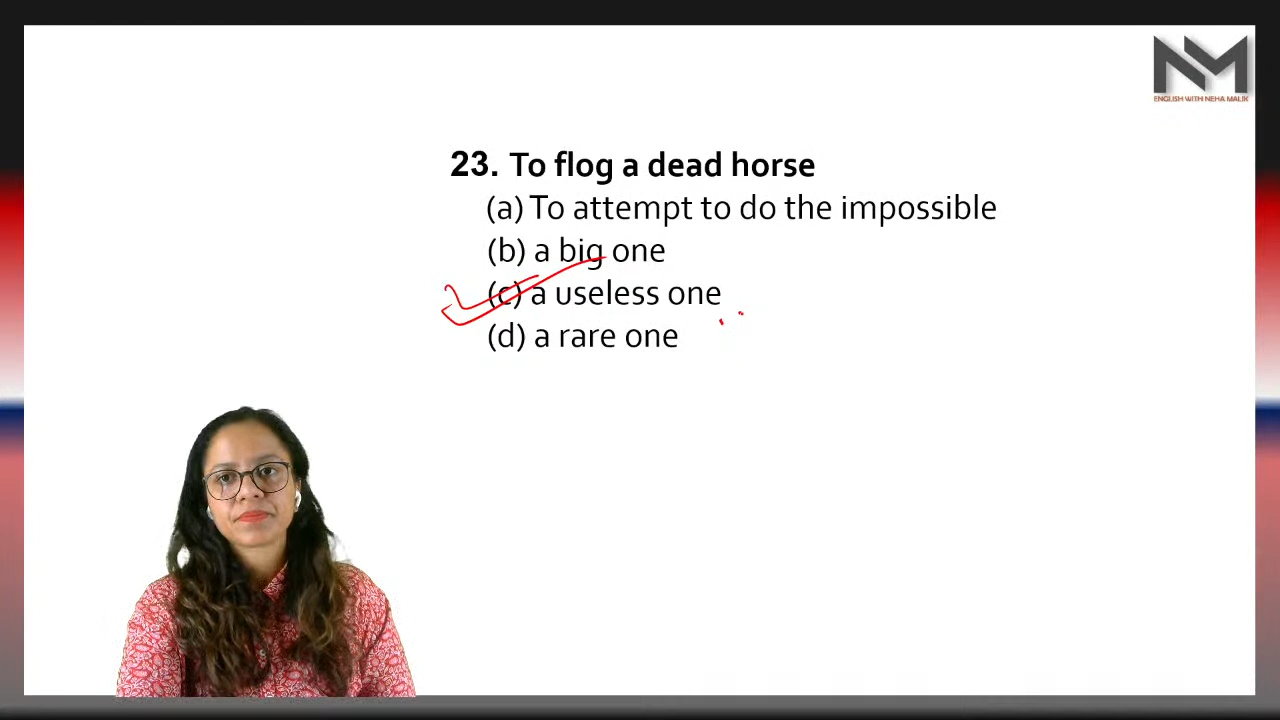 NM
ENGLISH WITH NEHA MALIK
23. To flog a dead horse
(a) To attempt to do the impossible
(b) a big one
(c) a useless one
(d) a rare one